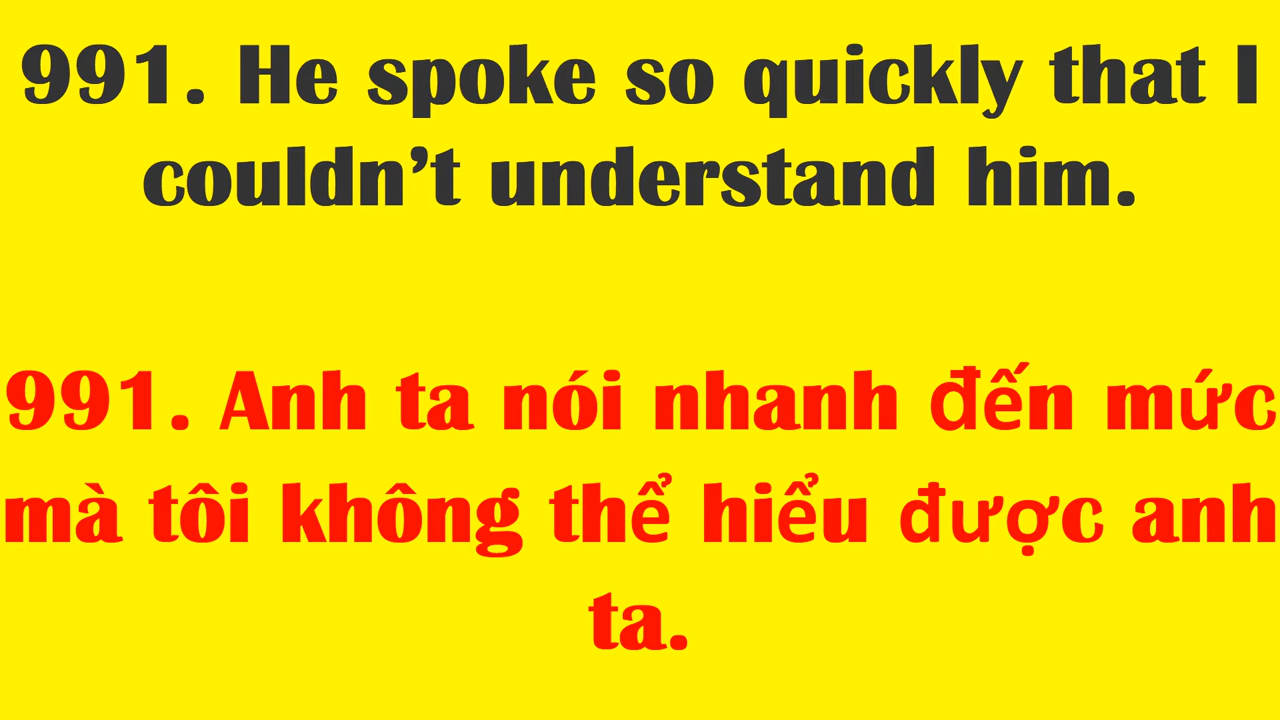 991. He spoke so quickly that I
couldn’t understand him.
991. Anh ta nói nhanh đến mức
mà tôi không thể hiểu được anh
ta.